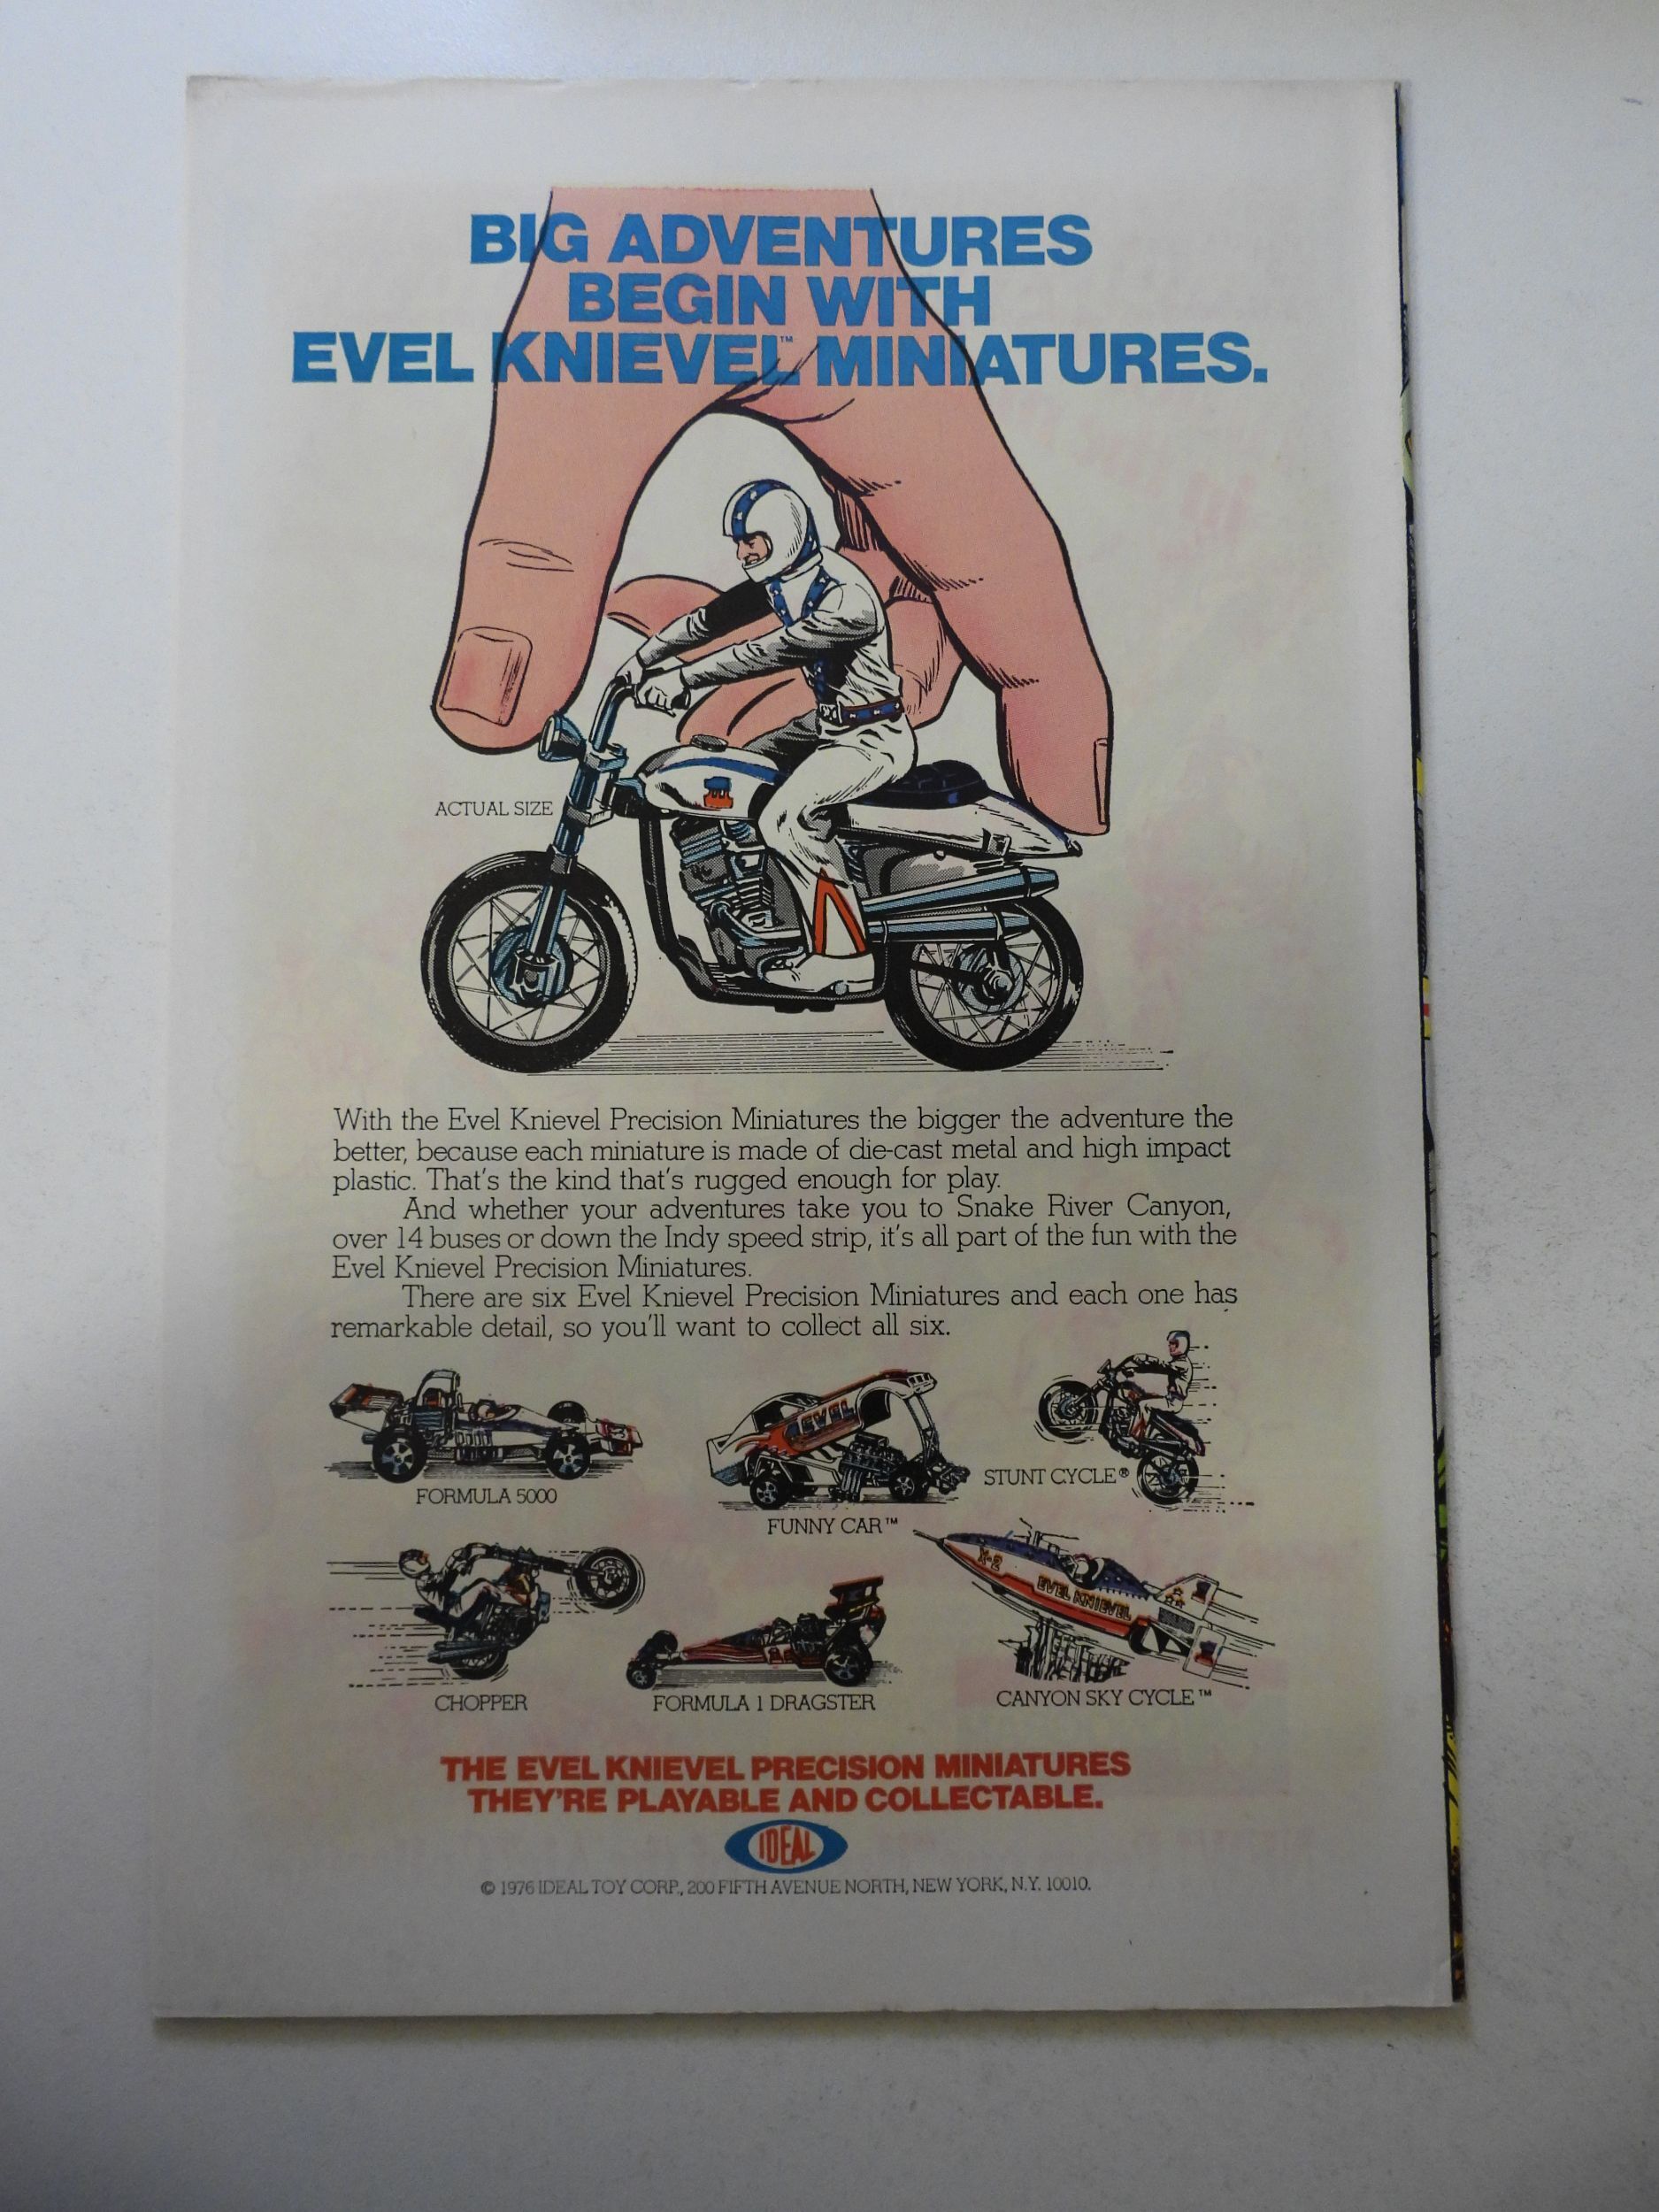 BIG ADVENTURES
BEGIN WITH
EVEL KNIEVEL™ MINIATURES.
ACTUAL SIZE
With the Evel Knievel Precision Miniatures the bigger the adventure the
better, because each miniature is made of die-cast metal and high impact
plastic. That's the kind that's rugged enough for play.
And whether your adventures take you to Snake River Canyon,
over 14 buses or down the Indy speed strip, it's all part of the fun with the
Evel Knievel Precision Miniatures.
There are six Evel Knievel Precision Miniatures and each one has
remarkable detail, so you'll want to collect all six.
EVEL
FORMULA 5000
FUNNY CAR™
STUNT CYCLE®
X-2
EVEL KNIEVEL
CHOPPER
FORMULA 1 DRAGSTER
CANYON SKY CYCLE™
THE EVEL KNIEVEL PRECISION MINIATURES
THEY'RE PLAYABLE AND COLLECTABLE.
IDEAL
© 1976 IDEAL TOY CORP., 200 FIFTH AVENUE NORTH, NEW YORK, N.Y. 10010.